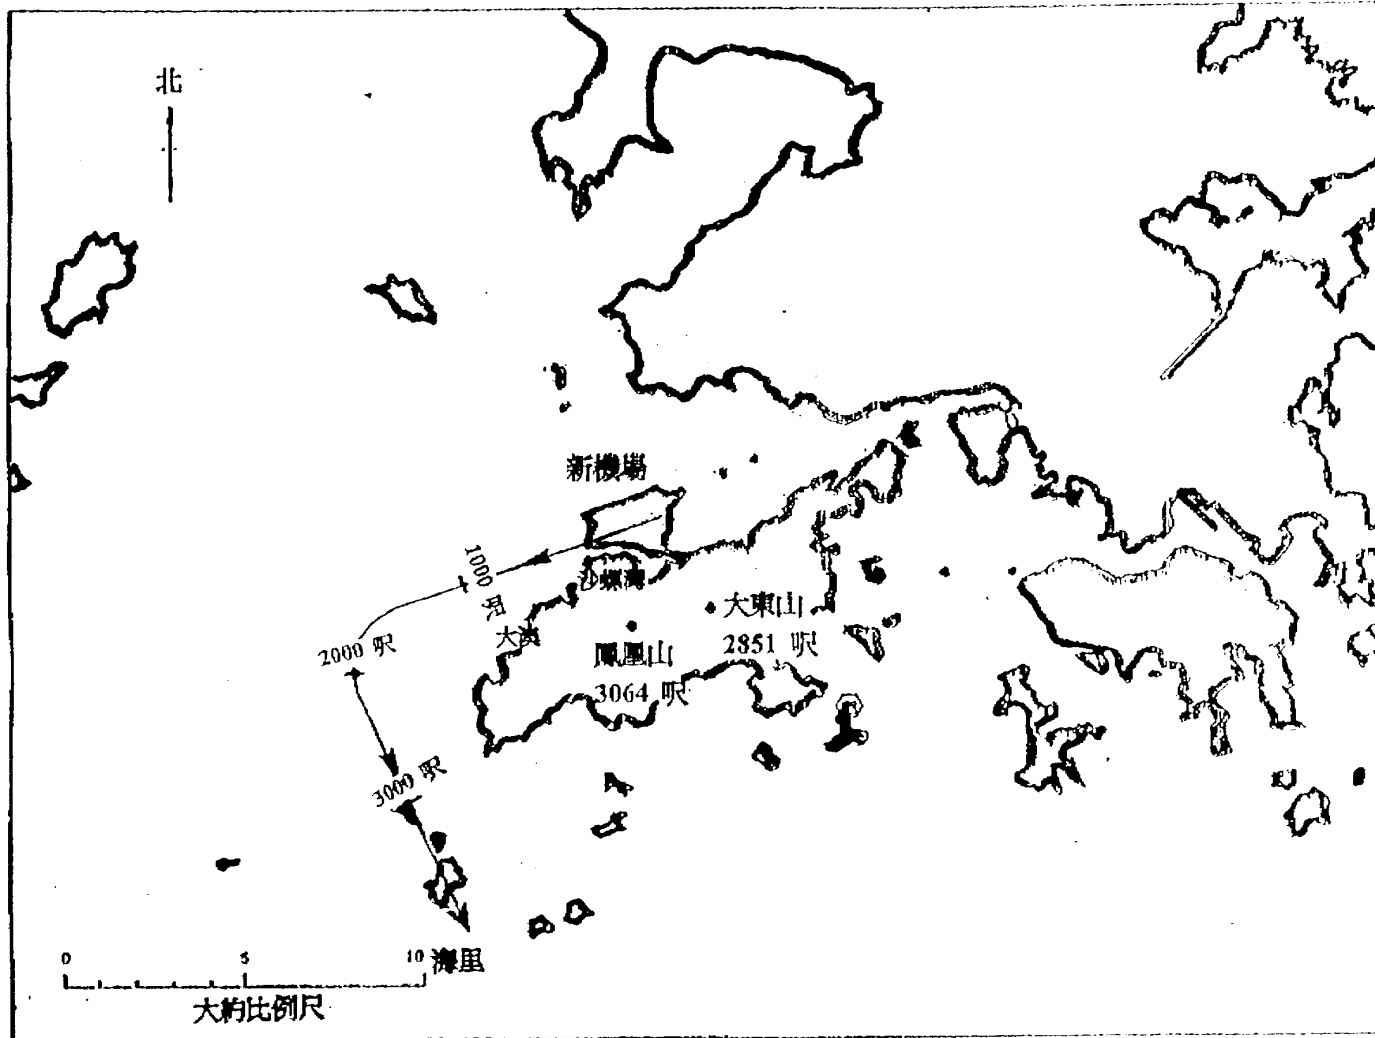 北
新機場
1000 呎
沙螺灣
大澳
大東山
2851 呎
2000 呎
鳳凰山
3064 呎
3000 呎
0 5 10 海里
大約比例尺